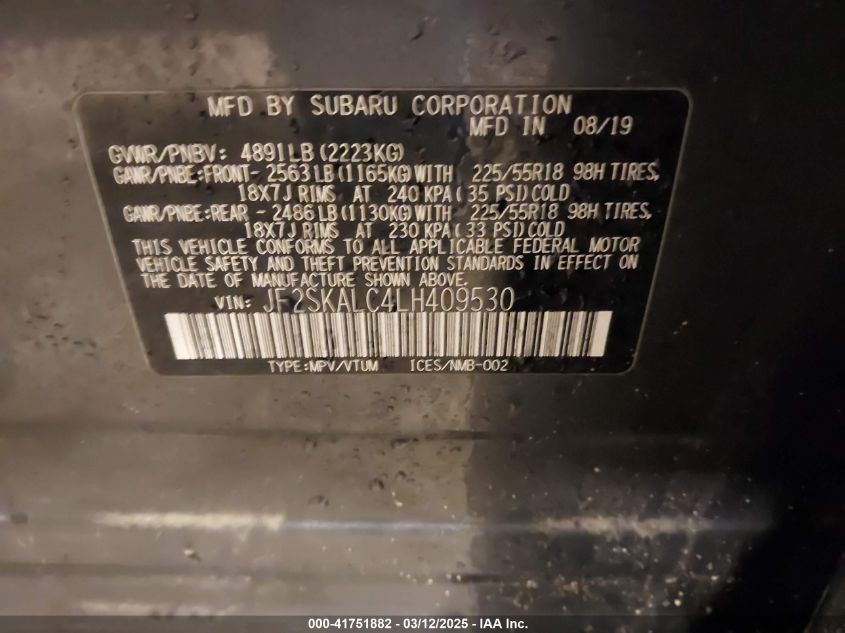 MFD BY SUBARU CORPORATION
MFD IN 08/19
GVWR/PNBV: 4891LB(2223KG)
GAWR/PNBE:FRONT- 2563LB(1165KG)WITH 225/55R18 98H TIRES,
18X7J RIMS AT 240 KPA(35 PSI)COLD
GAWR/PNBE:REAR - 2486LB(1130KG)WITH 225/55R18 98H TIRES,
18X7J RIMS AT 230 KPA(33 PSI)COLD
THIS VEHICLE CONFORMS TO ALL APPLICABLE FEDERAL MOTOR
VEHICLE SAFETY AND THEFT PREVENTION STANDARDS IN EFFECT ON
THE DATE OF MANUFACTURE SHOWN ABOVE.
VIN: JF2SKALC4LH409530
TYPE:MPV/VTUM ICES/NMB-002
000-41751882 - 03/12/2025 - IAA Inc.